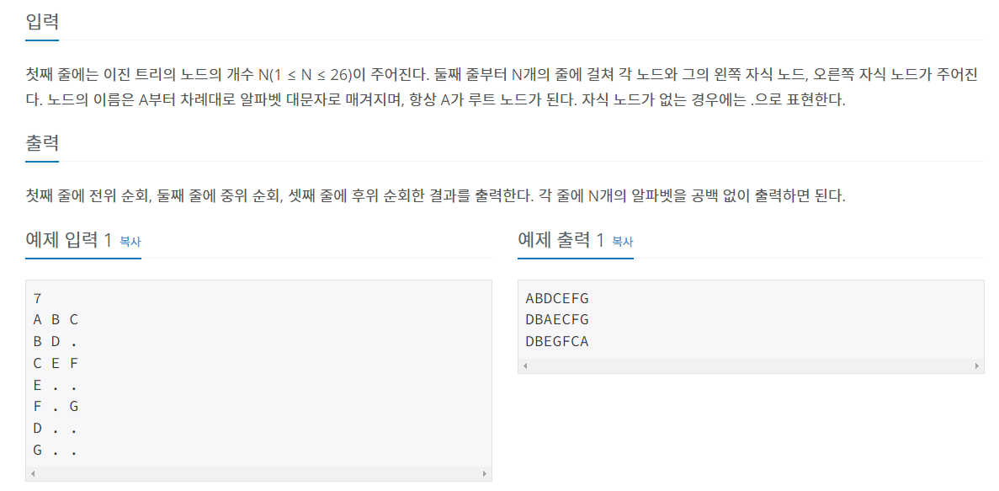 입력
첫째 줄에는 이진 트리의 노드의 개수 N(1 ≤ N ≤ 26)이 주어진다. 둘째 줄부터 N개의 줄에 걸쳐 각 노드와 그의 왼쪽 자식 노드, 오른쪽 자식 노드가 주어진
다. 노드의 이름은 A부터 차례대로 알파벳 대문자로 매겨지며, 항상 A가 루트 노드가 된다. 자식 노드가 없는 경우에는 .으로 표현한다.
출력
첫째 줄에 전위 순회, 둘째 줄에 중위 순회, 셋째 줄에 후위 순회한 결과를 출력한다. 각 줄에 N개의 알파벳을 공백 없이 출력하면 된다.
예제 입력 1 복사
7
A B C
B D .
C E F
E . .
F . G
D . .
G . .
예제 출력 1 복사
ABDCEFG
DBAECFG
DBEGFCA